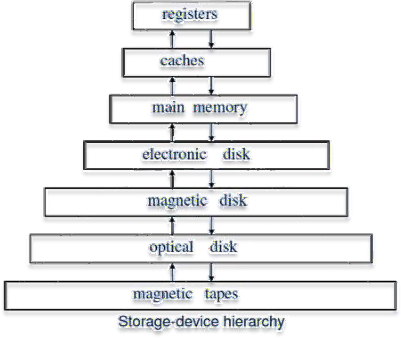 registers
caches
main memory
electronic disk
magnetic disk
optical disk
magnetic tapes
Storage-device hierarchy